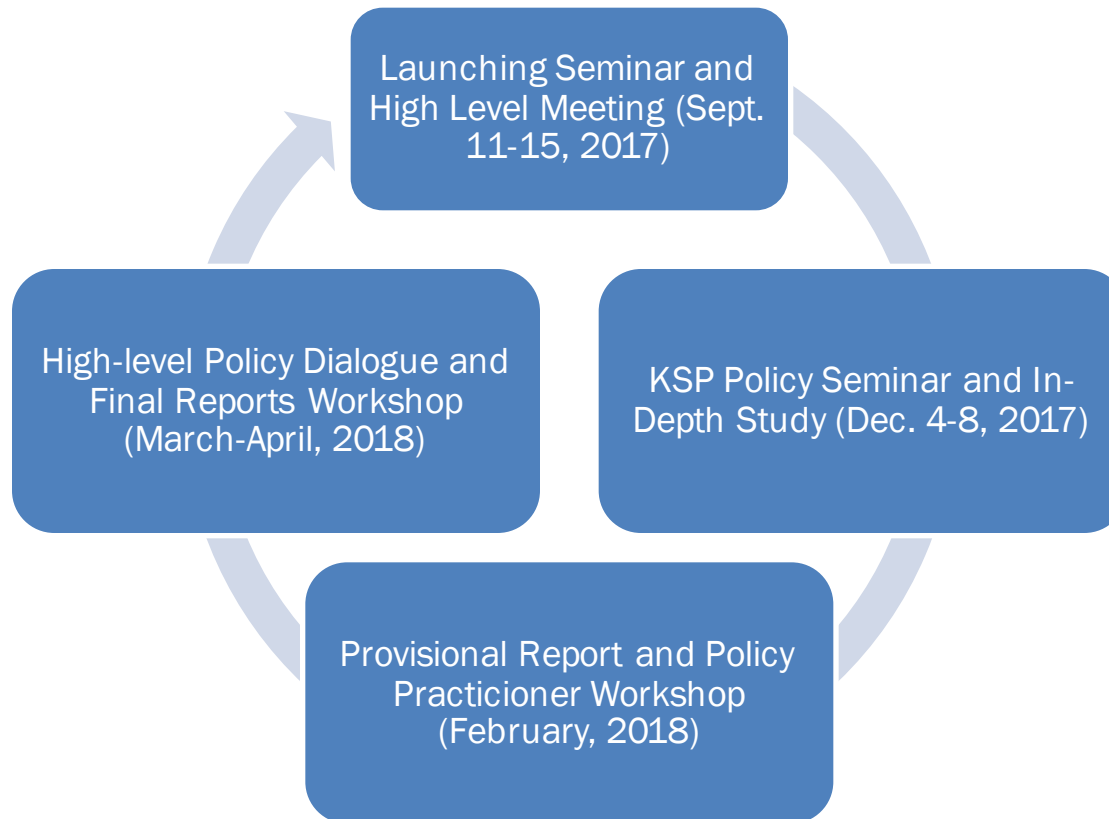 Launching Seminar and
High Level Meeting (Sept.
11-15, 2017)
KSP Policy Seminar and In-
Depth Study (Dec. 4-8, 2017)
Provisional Report and Policy
Practicioner Workshop
(February, 2018)
High-level Policy Dialogue and
Final Reports Workshop
(March-April, 2018)